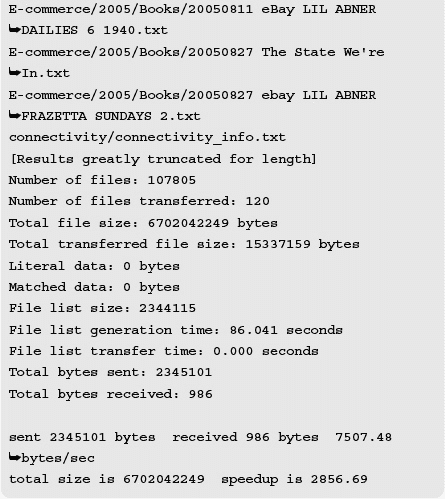 E-commerce/2005/Books/20050811 eBay LIL ABNER
➥DAILIES 6 1940.txt
E-commerce/2005/Books/20050827 The State We're
➥In.txt
E-commerce/2005/Books/20050827 ebay LIL ABNER
➥FRAZETTA SUNDAYS 2.txt
connectivity/connectivity_info.txt
[Results greatly truncated for length]
Number of files: 107805
Number of files transferred: 120
Total file size: 6702042249 bytes
Total transferred file size: 15337159 bytes
Literal data: 0 bytes
Matched data: 0 bytes
File list size: 2344115
File list generation time: 86.041 seconds
File list transfer time: 0.000 seconds
Total bytes sent: 2345101
Total bytes received: 986
sent 2345101 bytes  received 986 bytes  7507.48
➥bytes/sec
total size is 6702042249  speedup is 2856.69